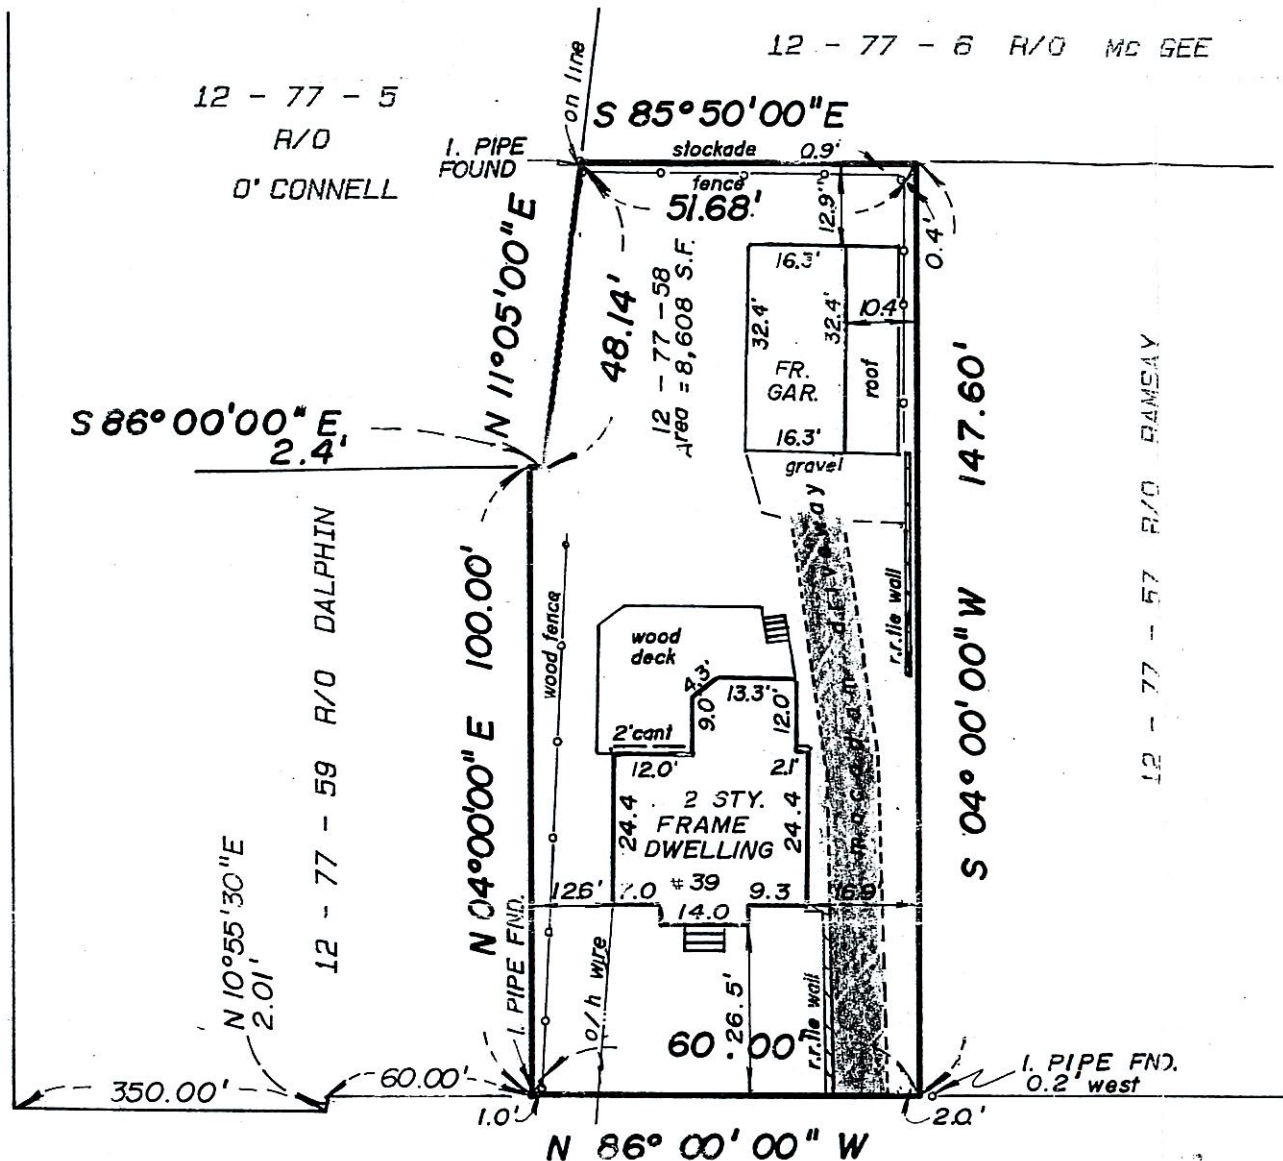 12 - 77 - 6 R/O Mc GEE
12 - 77 - 5
R/O
O' CONNELL
on line
S 85° 50' 00" E
I. PIPE
FOUND
stockade
0.9'
fence
51.68'
12.9"
0.4'
N 11° 05' 00" E
48.14'
12 - 77 - 58
Area = 8,608 S.F.
16.3'
32.4'
32.4'
10.4
FR.
GAR.
roof
16.3'
gravel
147.60'
S 86° 00' 00" E
2.4'
12 - 77 - 57 R/O RAMSAY
macadam driveway
r.r.tie wall
S 04° 00' 00" W
N 04° 00' 00" E 100.00'
wood fence
wood
deck
4.3'
13.3'
9.0'
12.0'
2' cant
12.0'
2.1'
24.4
24.4
2 STY.
FRAME
DWELLING
# 39
12.6'
7.0
14.0
9.3
16.9'
12 - 77 - 59 R/O DALPHIN
N 10° 55' 30" E
2.01'
I. PIPE FND.
o/h wire
26.5'
r.r.tie wall
60.00'
I. PIPE FND.
0.2' west
350.00'
60.00'
1.0'
2.0.'
N 86° 00' 00" W